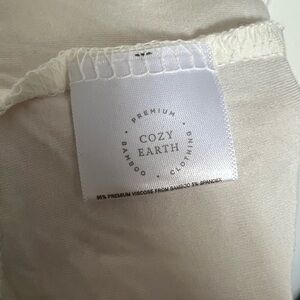 PREMIUM
COZY
EARTH
BAMBOO
CLOTHING
95% PREMIUM VISCOSE FROM BAMBOO 5% SPANDEX